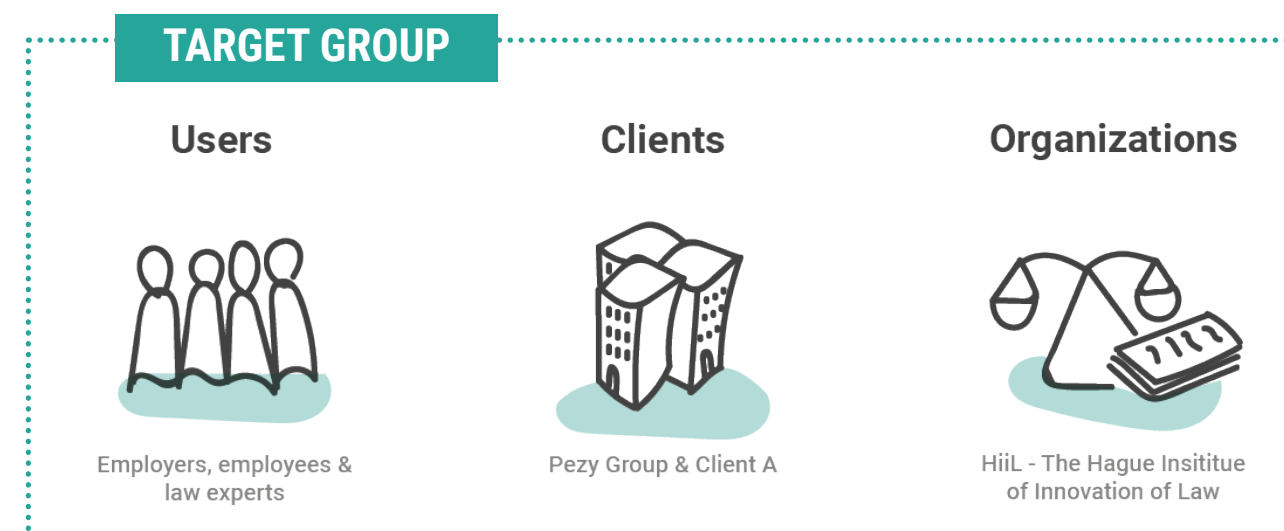 TARGET GROUP
Users
Clients
Organizations
Employers, employees &
law experts
Pezy Group & Client A
HiiL - The Hague Insititue
of Innovation of Law